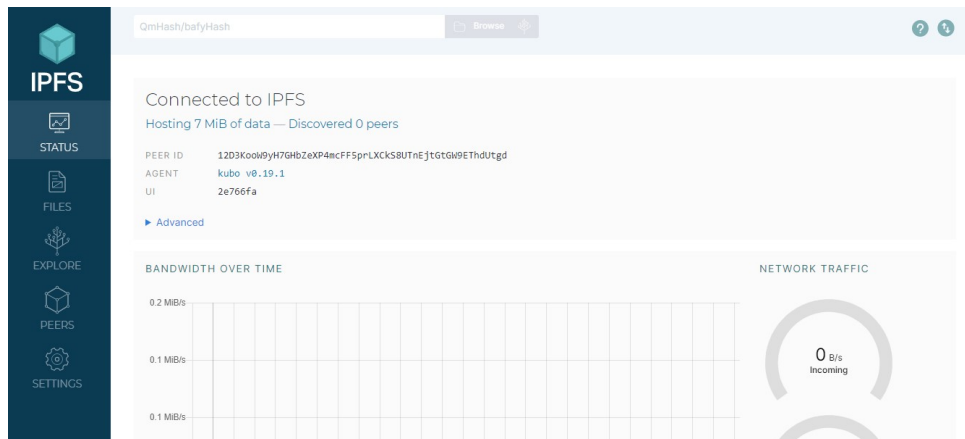 QmHash/bafyHash
Browse
IPFS
STATUS
FILES
EXPLORE
PEERS
SETTINGS
Connected to IPFS
Hosting 7 MiB of data — Discovered 0 peers
PEER ID 12D3KooW9yH7GHbZeXP4mcFF5prLXCkS8UTnEjtGtGW9EThdUtgd
AGENT kubo v0.19.1
UI 2e766fa
▶ Advanced
BANDWIDTH OVER TIME
0.2 MiB/s
0.1 MiB/s
0.1 MiB/s
NETWORK TRAFFIC
0 B/s
Incoming